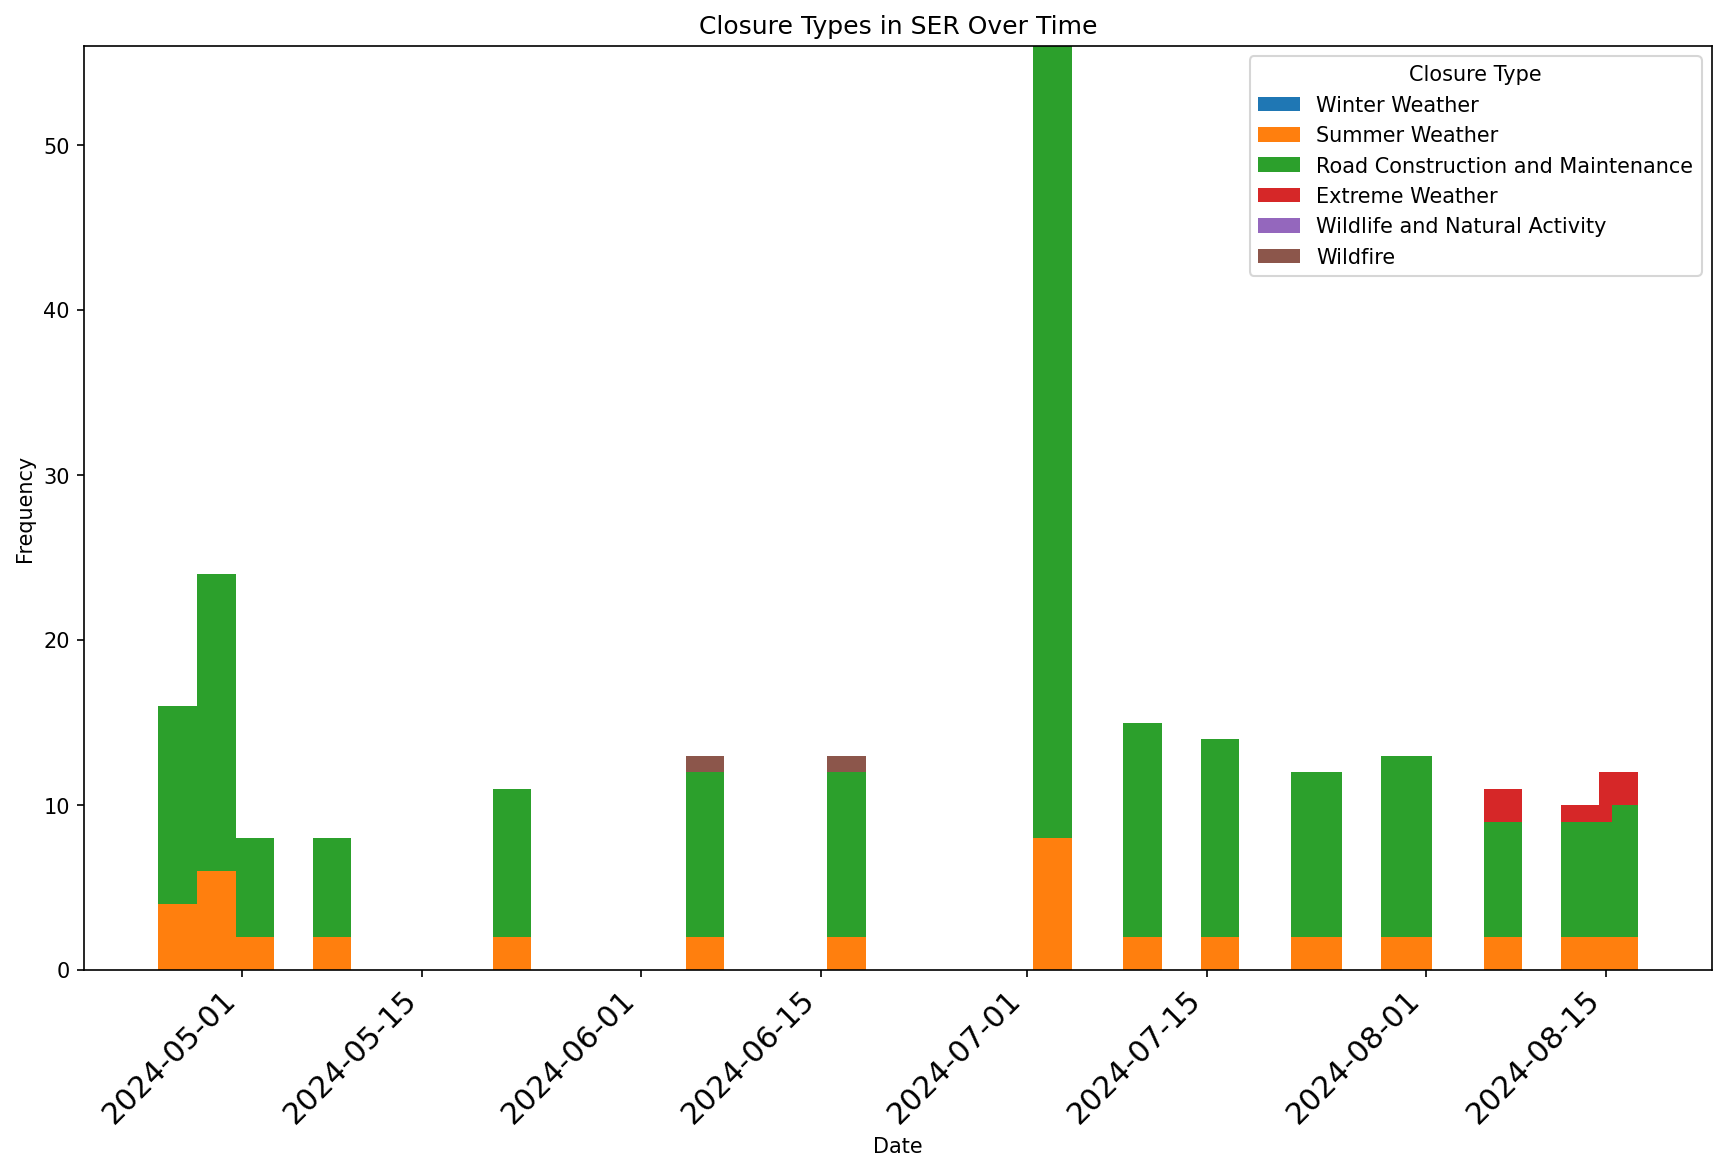 Closure Types in SER Over Time
Closure Type
Winter Weather
Summer Weather
Road Construction and Maintenance
Extreme Weather
Wildlife and Natural Activity
Wildfire
Frequency
50
40
30
20
10
0
2024-05-01
2024-05-15
2024-06-01
2024-06-15
2024-07-01
2024-07-15
2024-08-01
2024-08-15
Date